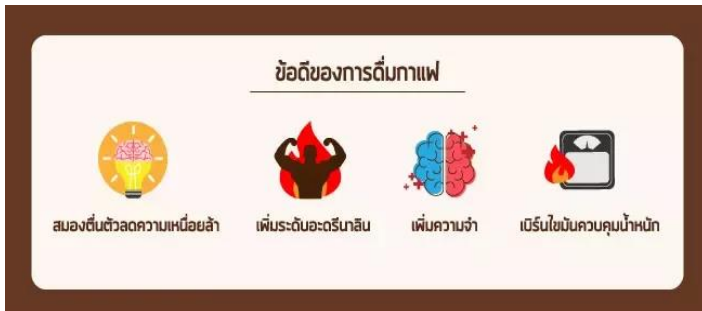 ข้อดีของการดื่มกาแฟ
สมองตื่นตัวลดความเหนื่อยล้า
เพิ่มระดับอะดรีนาลิน
เพิ่มความจำ
เบิร์นไขมันควบคุมน้ำหนัก